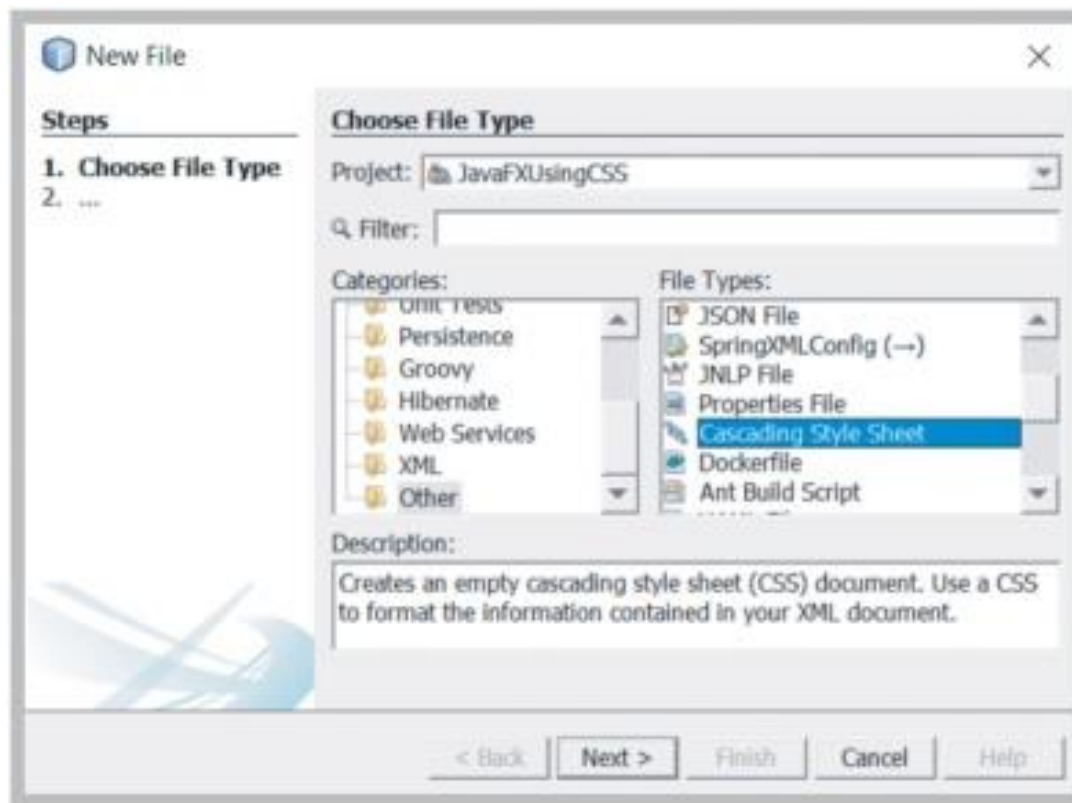 New File
Steps
1. Choose File Type
2. ...
Choose File Type
Project: JavaFXUsingCSS
Filter:
Categories:
Unit Tests
Persistence
Groovy
Hibernate
Web Services
XML
Other
File Types:
JSON File
SpringXMLConfig (→)
JNLP File
Properties File
Cascading Style Sheet
Dockerfile
Ant Build Script
Description:
Creates an empty cascading style sheet (CSS) document. Use a CSS
to format the information contained in your XML document.
< Back
Next >
Finish
Cancel
Help